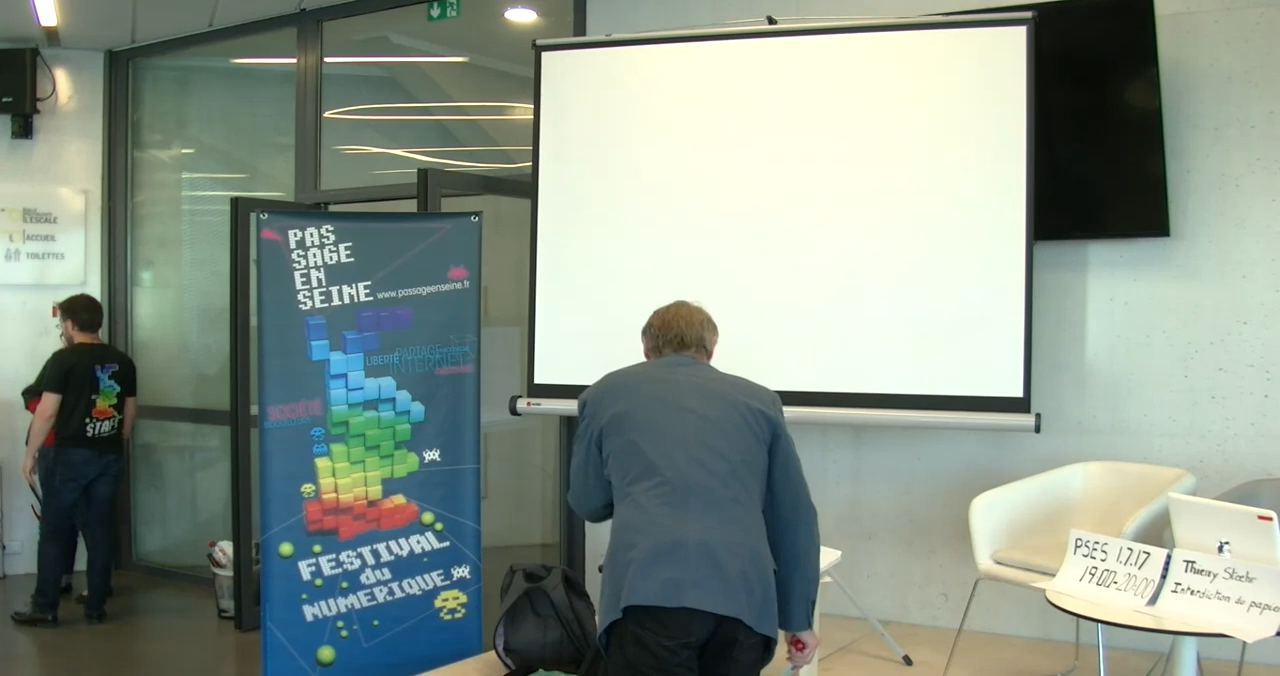 L'ESCALE
ACCUEIL
TOILETTES
STAFF
PAS
SAGE
EN
SEINE
www.passageenseine.fr
LIBERTÉ
PARTAGE
INTERNET
SOCIÉTÉ
FESTIVAL
du
NUMERIQUE
PSES 1.7.17
19:00-20:00
Thierry Stoehr
Interdiction du papier